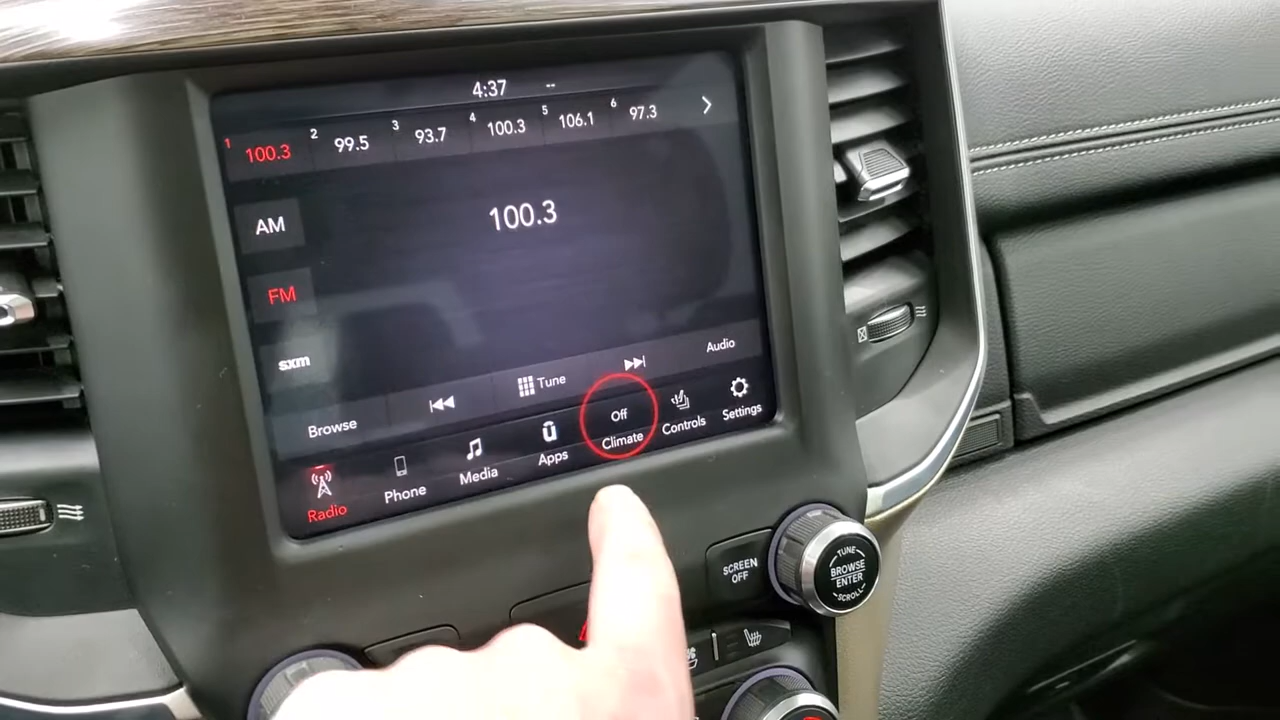 4:37 --
1 100.3 2 99.5 3 93.7 4 100.3 5 106.1 6 97.3
AM
100.3
FM
sxm
Browse Tune Audio
Radio Phone Media Apps Off Climate Controls Settings
SCREEN
OFF
TUNE
BROWSE
ENTER
SCROLL